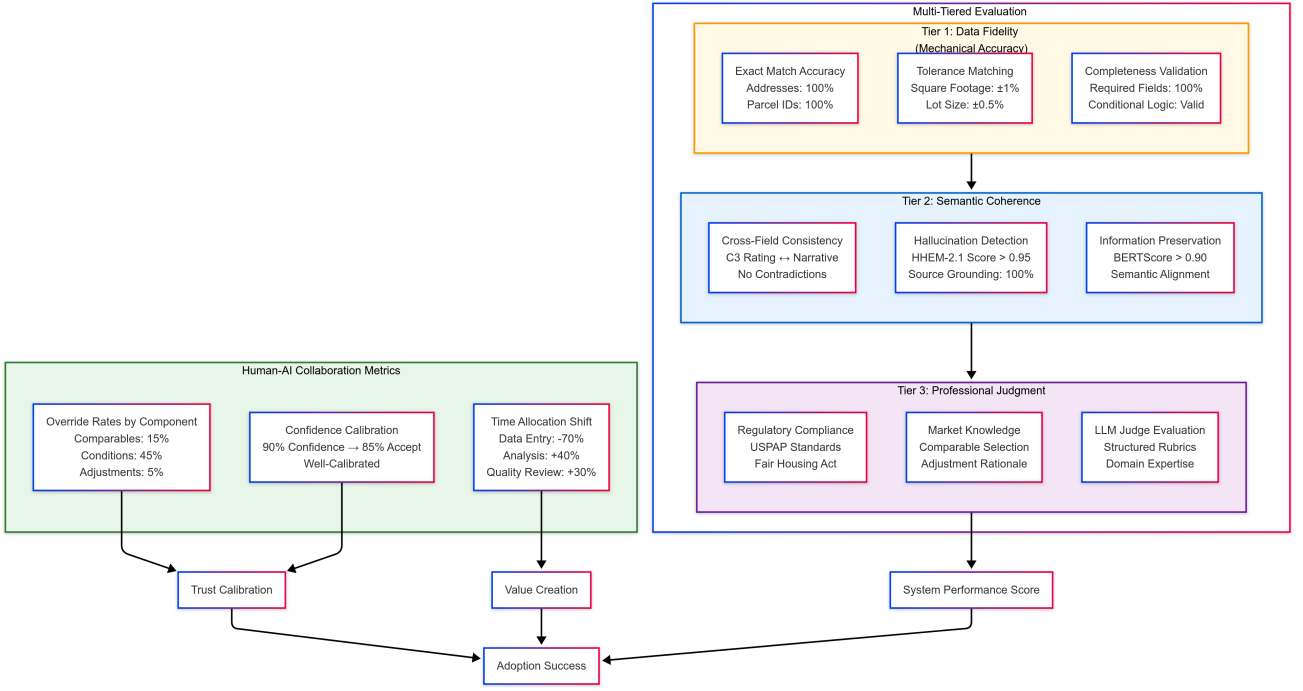 Multi-Tiered Evaluation
Tier 1: Data Fidelity
(Mechanical Accuracy)
Exact Match Accuracy
Addresses: 100%
Parcel IDs: 100%
Tolerance Matching
Square Footage: ±1%
Lot Size: ±0.5%
Completeness Validation
Required Fields: 100%
Conditional Logic: Valid
Tier 2: Semantic Coherence
Cross-Field Consistency
C3 Rating ↔ Narrative
No Contradictions
Hallucination Detection
HHEM-2.1 Score > 0.95
Source Grounding: 100%
Information Preservation
BERTScore > 0.90
Semantic Alignment
Human-AI Collaboration Metrics
Override Rates by Component
Comparables: 15%
Conditions: 45%
Adjustments: 5%
Confidence Calibration
90% Confidence → 85% Accept
Well-Calibrated
Time Allocation Shift
Data Entry: -70%
Analysis: +40%
Quality Review: +30%
Tier 3: Professional Judgment
Regulatory Compliance
USPAP Standards
Fair Housing Act
Market Knowledge
Comparable Selection
Adjustment Rationale
LLM Judge Evaluation
Structured Rubrics
Domain Expertise
Trust Calibration
Value Creation
System Performance Score
Adoption Success